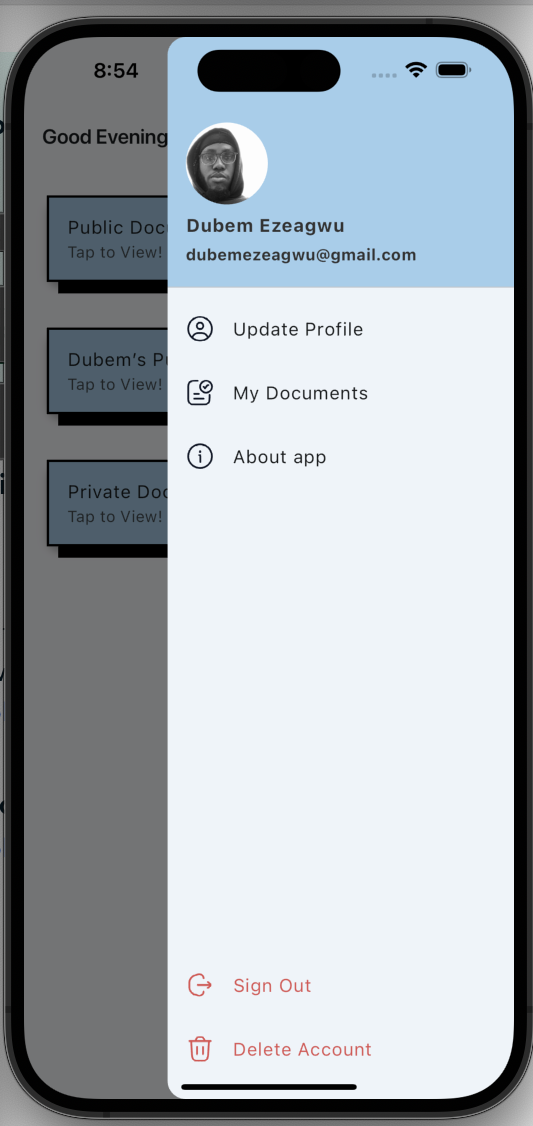 8:54
Good Evening
Public Doc
Tap to View!
Dubem's P
Tap to View!
Private Doc
Tap to View!
Dubem Ezeagwu
dubemezeagwu@gmail.com
Update Profile
My Documents
About app
Sign Out
Delete Account